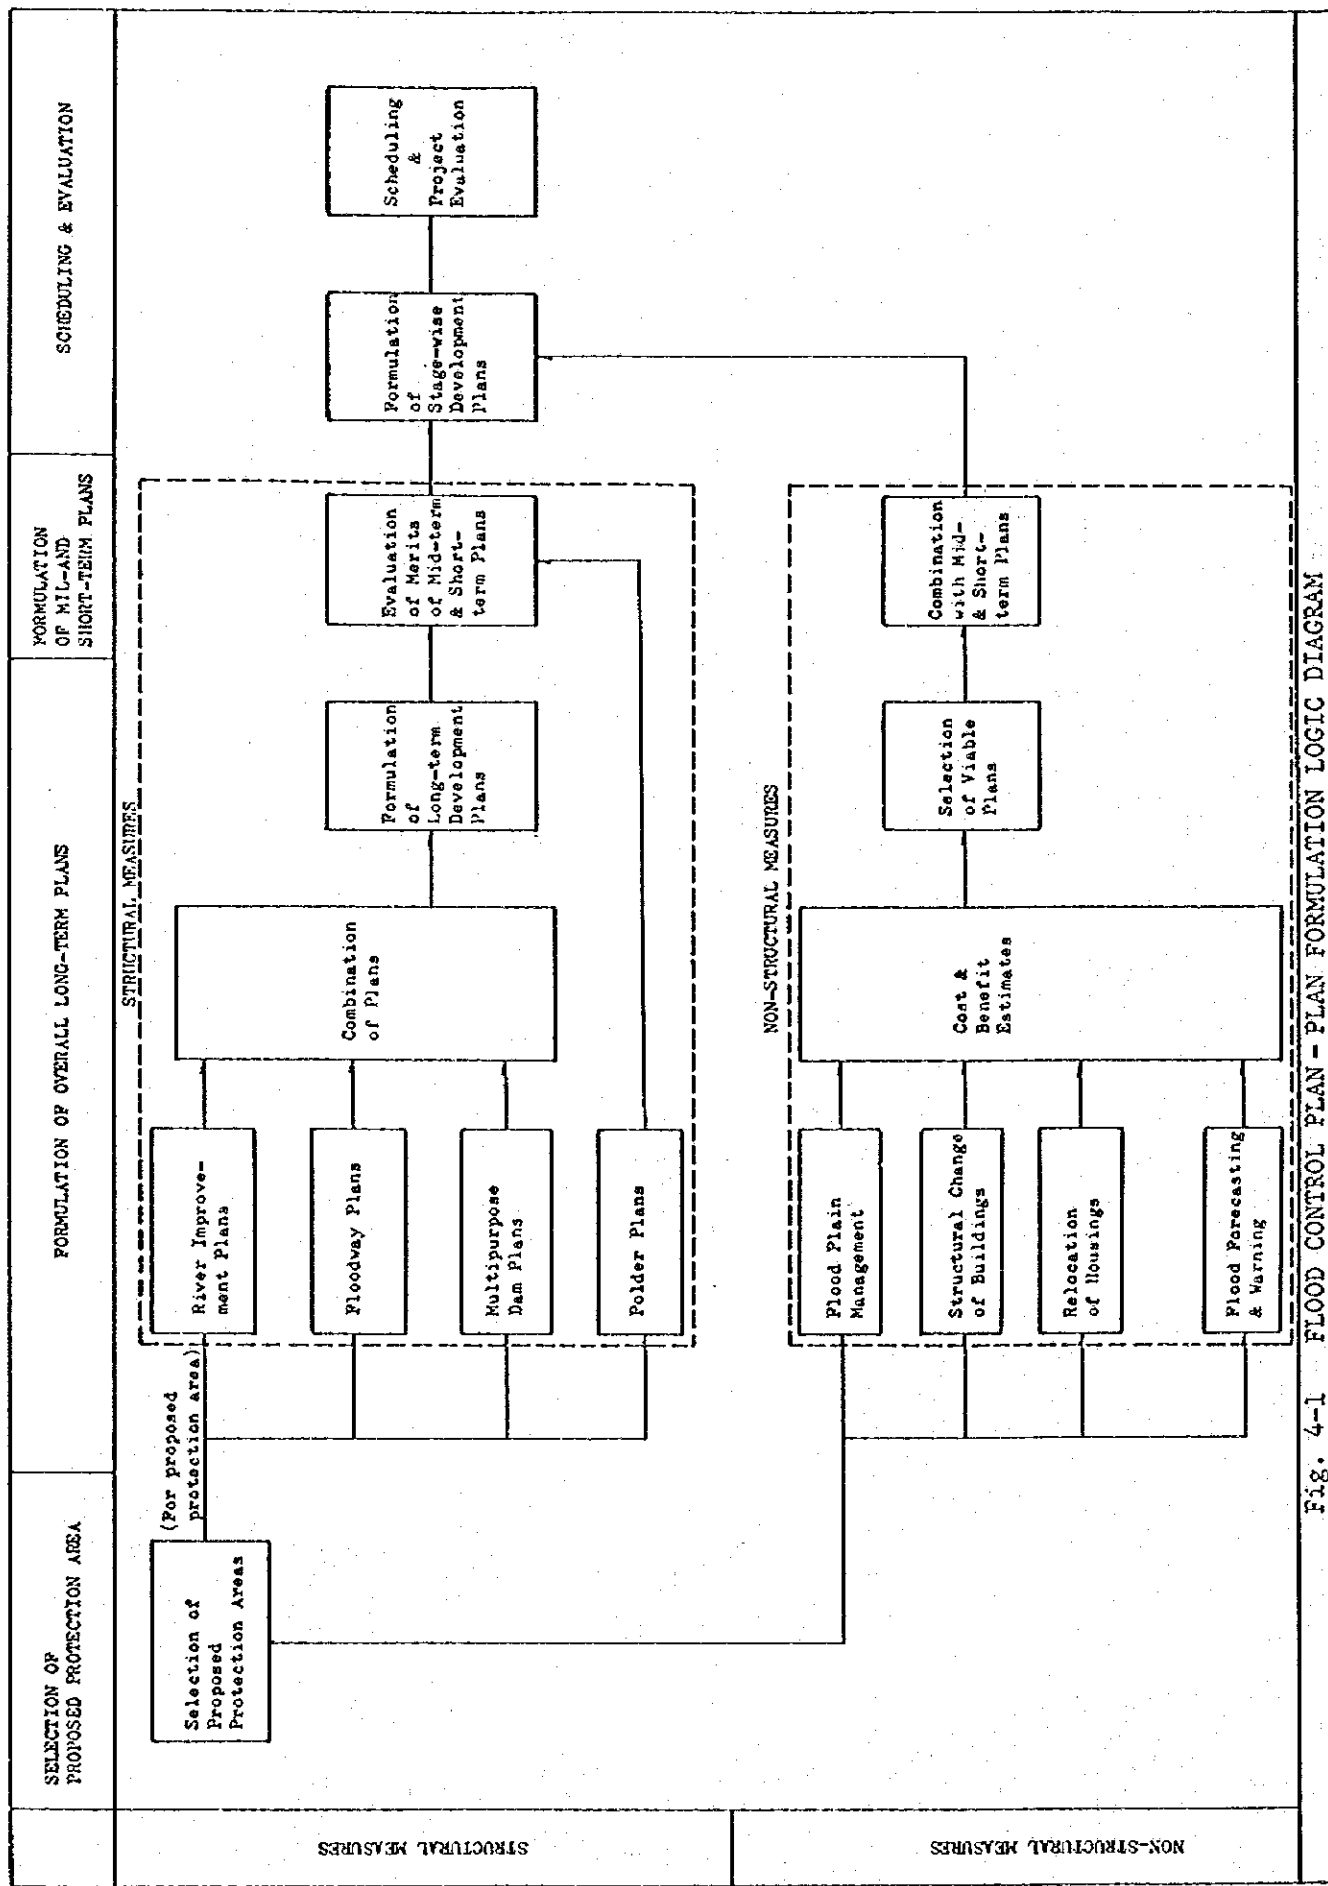 SELECTION OF
PROPOSED PROTECTION AREA
FORMULATION OF OVERALL LONG-TERM PLANS
FORMULATION
OF MIL-AND
SHORT-TERM PLANS
SCHEDULING & EVALUATION
STRUCTURAL MEASURES
STRUCTURAL MEASURES
Selection of
Proposed
Protection Areas
(For proposed
protection area)
River Improve-
ment Plans
Floodway Plans
Multipurpose
Dam Plans
Polder Plans
Combination
of Plans
Formulation
of
Long-term
Development
Plans
Evaluation
of Merits
of Mid-term
& Short-
term Plans
Formulation
of
Stage-wise
Development
Plans
Scheduling
&
Project
Evaluation
NON-STRUCTURAL MEASURES
NON-STRUCTURAL MEASURES
Flood Plain
Management
Structural Change
of Buildings
Relocation
of Housings
Flood Forecasting
& Warning
Cost &
Benefit
Estimates
Selection
of Viable
Plans
Combination
with Mid-
& Short-
term Plans
Fig. 4-1 FLOOD CONTROL PLAN - PLAN FORMULATION LOGIC DIAGRAM